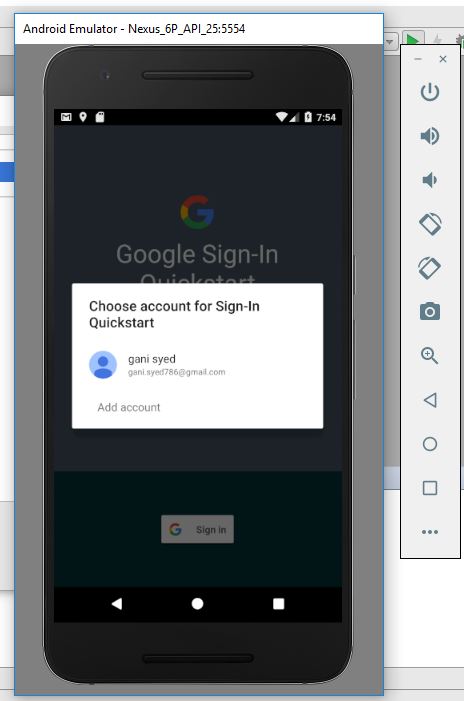 Android Emulator - Nexus_6P_API_25:5554
7:54
Google Sign-In
Quickstart
Choose account for Sign-In
Quickstart
gani syed
gani.syed786@gmail.com
Add account
Sign in